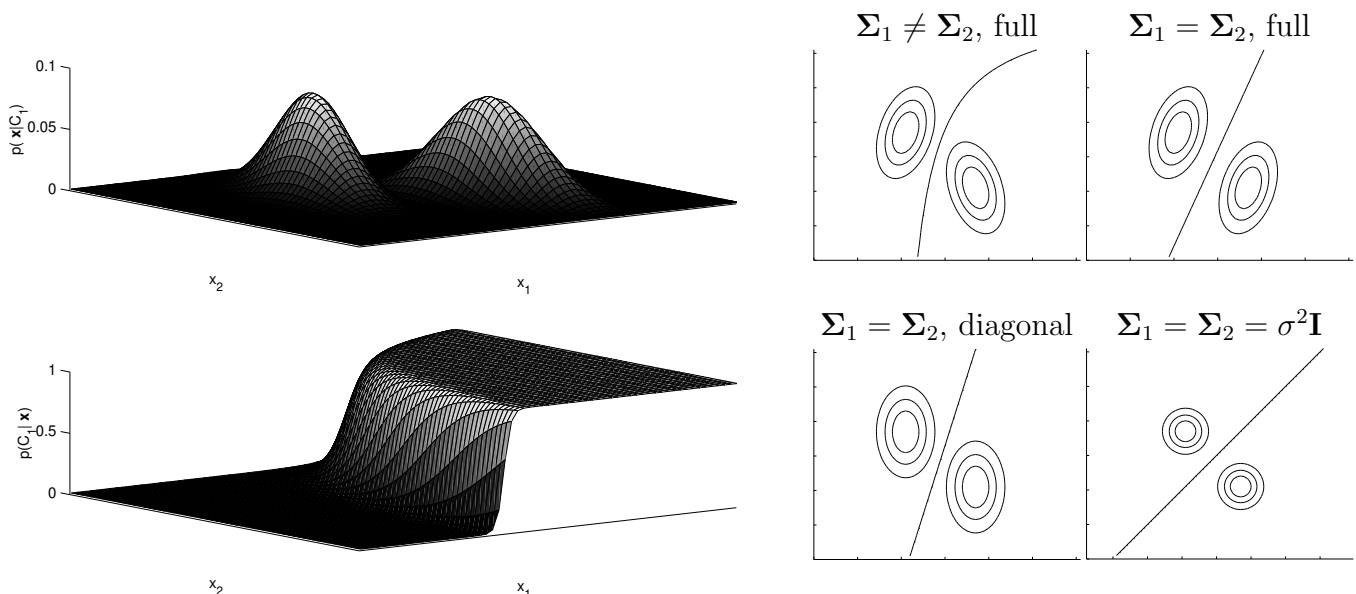 0.1
0.05
0
p( x|C₁)
x₂
x₁
1
0.5
0
p(C₁| x)
x₂
x₁
Σ₁ ≠ Σ₂, full
Σ₁ = Σ₂, full
Σ₁ = Σ₂, diagonal
Σ₁ = Σ₂ = σ²I